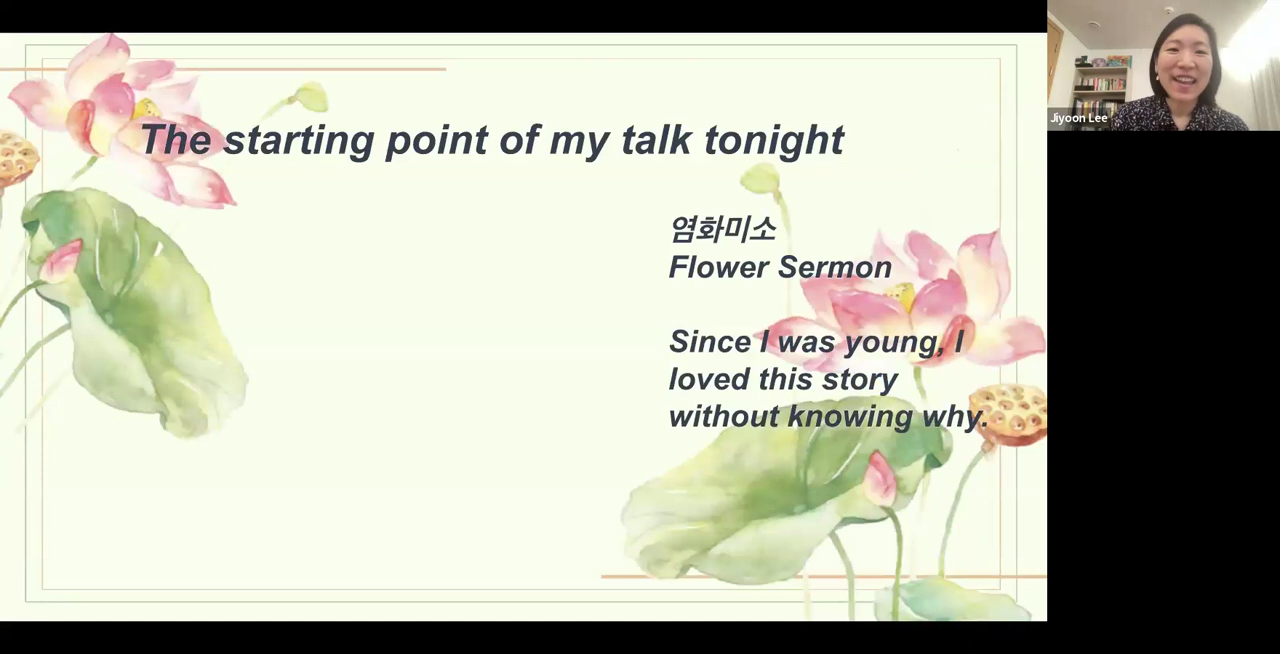 The starting point of my talk tonight
염화미소
Flower Sermon
Since I was young, I
loved this story
without knowing why.
Jiyoon Lee